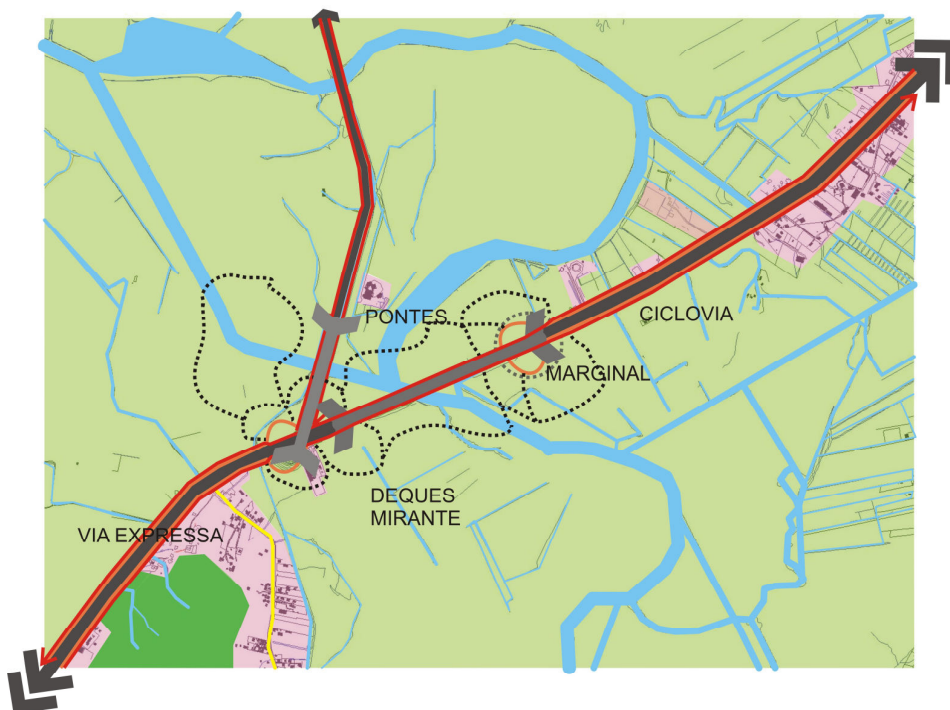 PONTES
CICLOVIA
MARGINAL
DEQUES
MIRANTE
VIA EXPRESSA